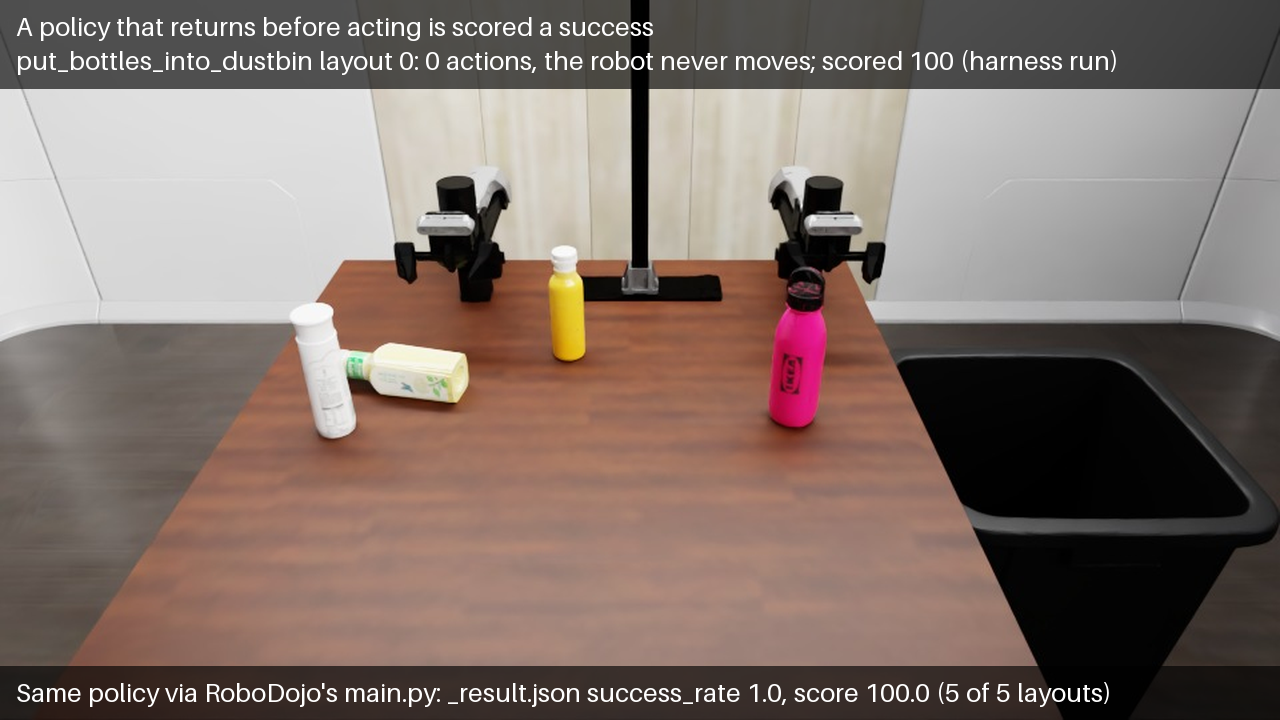 A policy that returns before acting is scored a success
put_bottles_into_dustbin layout 0: 0 actions, the robot never moves; scored 100 (harness run)
IKEA
Same policy via RoboDojo's main.py: _result.json success_rate 1.0, score 100.0 (5 of 5 layouts)